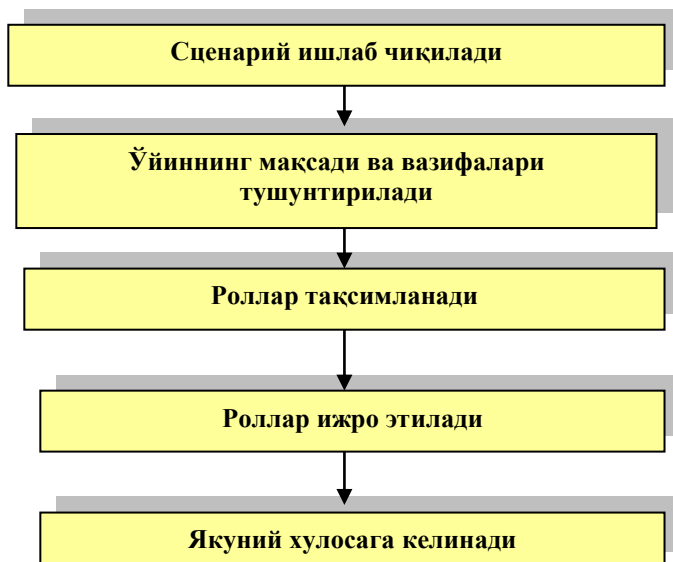 Сценарий ишлаб чиқилади
Ўйиннинг мақсади ва вазифалари
тушунтирилади
Роллар тақсимланади
Роллар ижро этилади
Якуний хулосага келинади